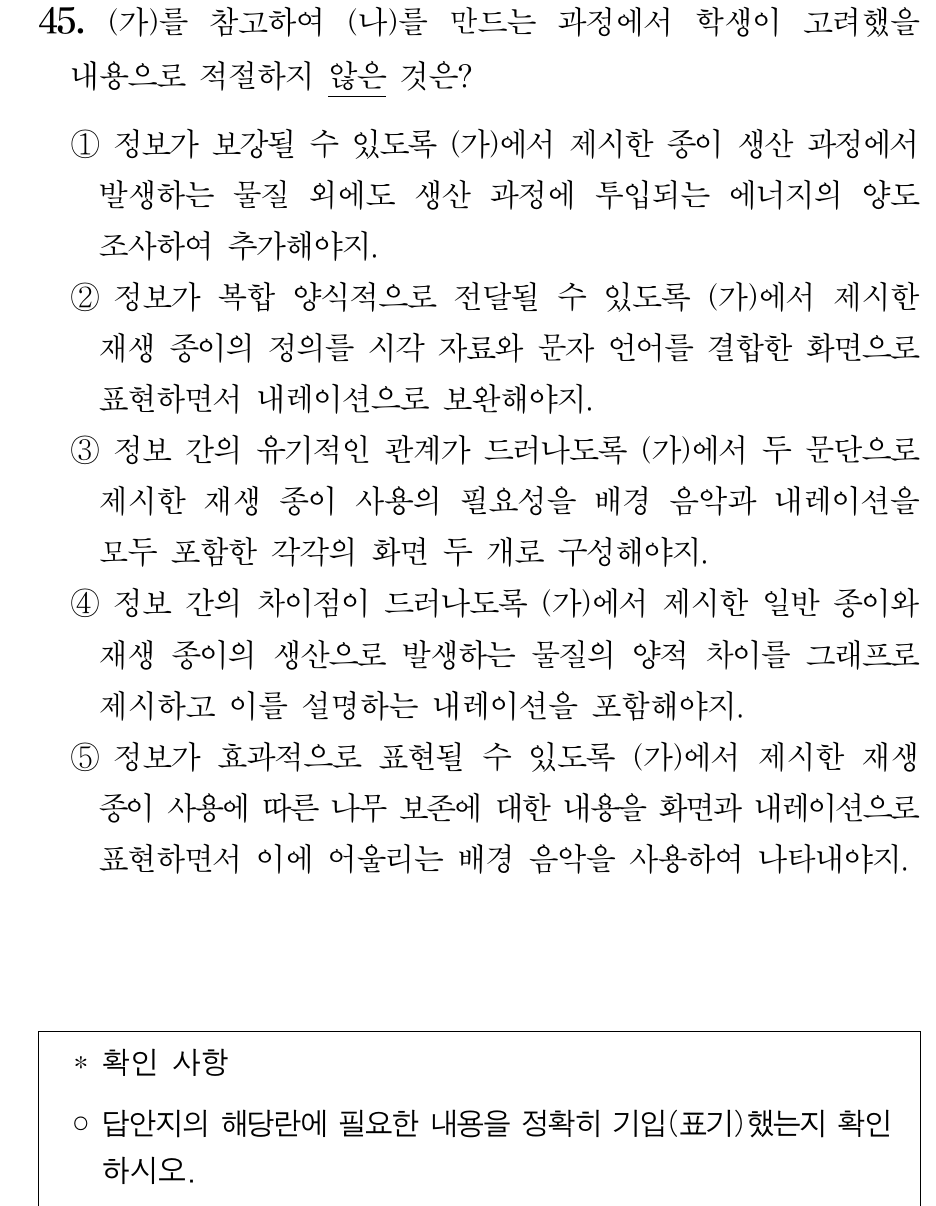 45. (가)를 참고하여 (나)를 만드는 과정에서 학생이 고려했을
내용으로 적절하지 않은 것은?
① 정보가 보강될 수 있도록 (가)에서 제시한 종이 생산 과정에서
발생하는 물질 외에도 생산 과정에 투입되는 에너지의 양도
조사하여 추가해야지.
② 정보가 복합 양식적으로 전달될 수 있도록 (가)에서 제시한
재생 종이의 정의를 시각 자료와 문자 언어를 결합한 화면으로
표현하면서 내레이션으로 보완해야지.
③ 정보 간의 유기적인 관계가 드러나도록 (가)에서 두 문단으로
제시한 재생 종이 사용의 필요성을 배경 음악과 내레이션을
모두 포함한 각각의 화면 두 개로 구성해야지.
④ 정보 간의 차이점이 드러나도록 (가)에서 제시한 일반 종이와
재생 종이의 생산으로 발생하는 물질의 양적 차이를 그래프로
제시하고 이를 설명하는 내레이션을 포함해야지.
⑤ 정보가 효과적으로 표현될 수 있도록 (가)에서 제시한 재생
종이 사용에 따른 나무 보존에 대한 내용을 화면과 내레이션으로
표현하면서 이에 어울리는 배경 음악을 사용하여 나타내야지.
* 확인 사항
○ 답안지의 해당란에 필요한 내용을 정확히 기입(표기)했는지 확인
하시오.